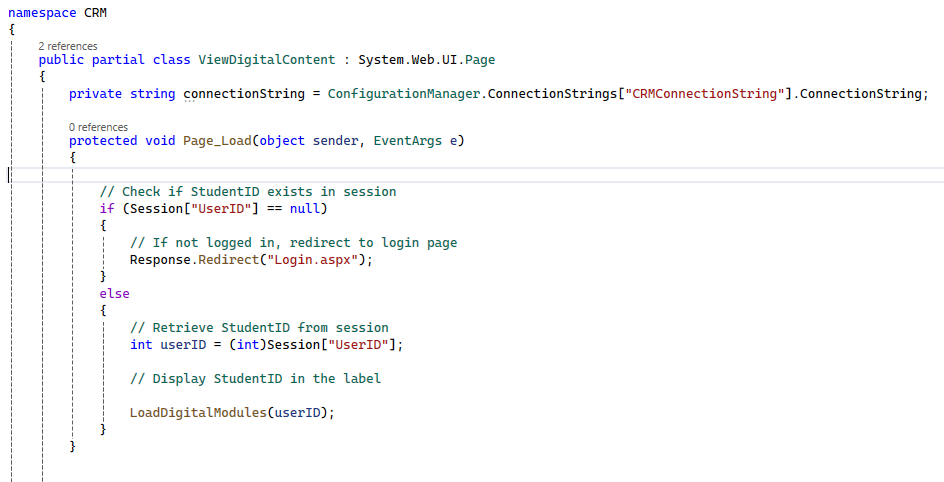 namespace CRM
{
2 references
public partial class ViewDigitalContent : System.Web.UI.Page
{
private string connectionString = ConfigurationManager.ConnectionStrings["CRMConnectionString"].ConnectionString;
0 references
protected void Page_Load(object sender, EventArgs e)
{
// Check if StudentID exists in session
if (Session["UserID"] == null)
{
// If not logged in, redirect to login page
Response.Redirect("Login.aspx");
}
else
{
// Retrieve StudentID from session
int userID = (int)Session["UserID"];
// Display StudentID in the label
LoadDigitalModules(userID);
}
}